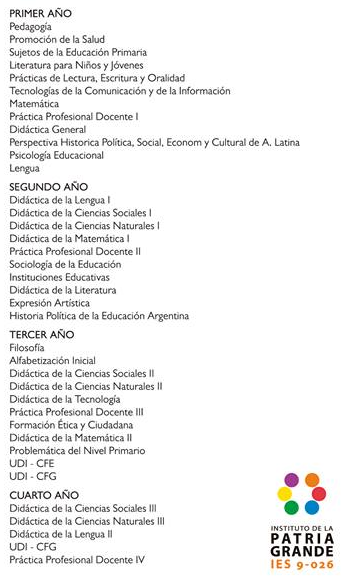 PRIMER AÑO
Pedagogía
Promoción de la Salud
Sujetos de la Educación Primaria
Literatura para Niños y Jóvenes
Prácticas de Lectura, Escritura y Oralidad
Tecnologías de la Comunicación y de la Información
Matemática
Práctica Profesional Docente I
Didáctica General
Perspectiva Historica Política, Social, Econom y Cultural de A. Latina
Psicología Educacional
Lengua
SEGUNDO AÑO
Didáctica de la Lengua I
Didáctica de la Ciencias Sociales I
Didáctica de la Ciencias Naturales I
Didáctica de la Matemática I
Práctica Profesional Docente II
Sociología de la Educación
Instituciones Educativas
Didáctica de la Literatura
Expresión Artística
Historia Política de la Educación Argentina
TERCER AÑO
Filosofía
Alfabetización Inicial
Didáctica de la Ciencias Sociales II
Didáctica de la Ciencias Naturales II
Didáctica de la Tecnología
Práctica Profesional Docente III
Formación Ética y Ciudadana
Didáctica de la Matemática II
Problemática del Nivel Primario
UDI - CFE
UDI - CFG
CUARTO AÑO
Didáctica de la Ciencias Sociales III
Didáctica de la Ciencias Naturales III
Didáctica de la Lengua II
UDI - CFG
Práctica Profesional Docente IV
INSTITUTO DE LA
PATRIA
GRANDE
IES 9-026